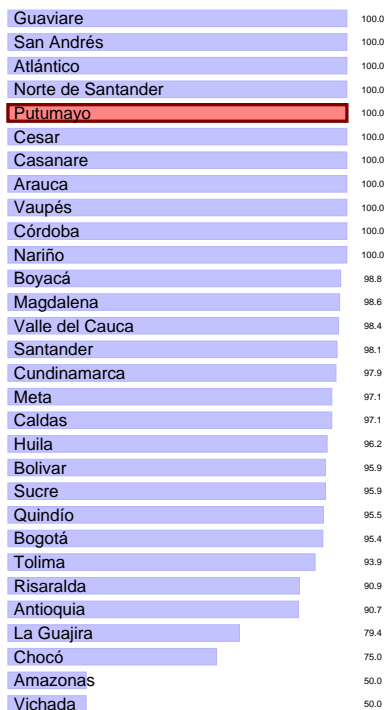 Guaviare 100.0
San Andrés 100.0
Atlántico 100.0
Norte de Santander 100.0
Putumayo 100.0
Cesar 100.0
Casanare 100.0
Arauca 100.0
Vaupés 100.0
Córdoba 100.0
Nariño 100.0
Boyacá 98.8
Magdalena 98.6
Valle del Cauca 98.4
Santander 98.1
Cundinamarca 97.9
Meta 97.1
Caldas 97.1
Huila 96.2
Bolivar 95.9
Sucre 95.9
Quindío 95.5
Bogotá 95.4
Tolima 93.9
Risaralda 90.9
Antioquia 90.7
La Guajira 79.4
Chocó 75.0
Amazonas 50.0
Vichada 50.0